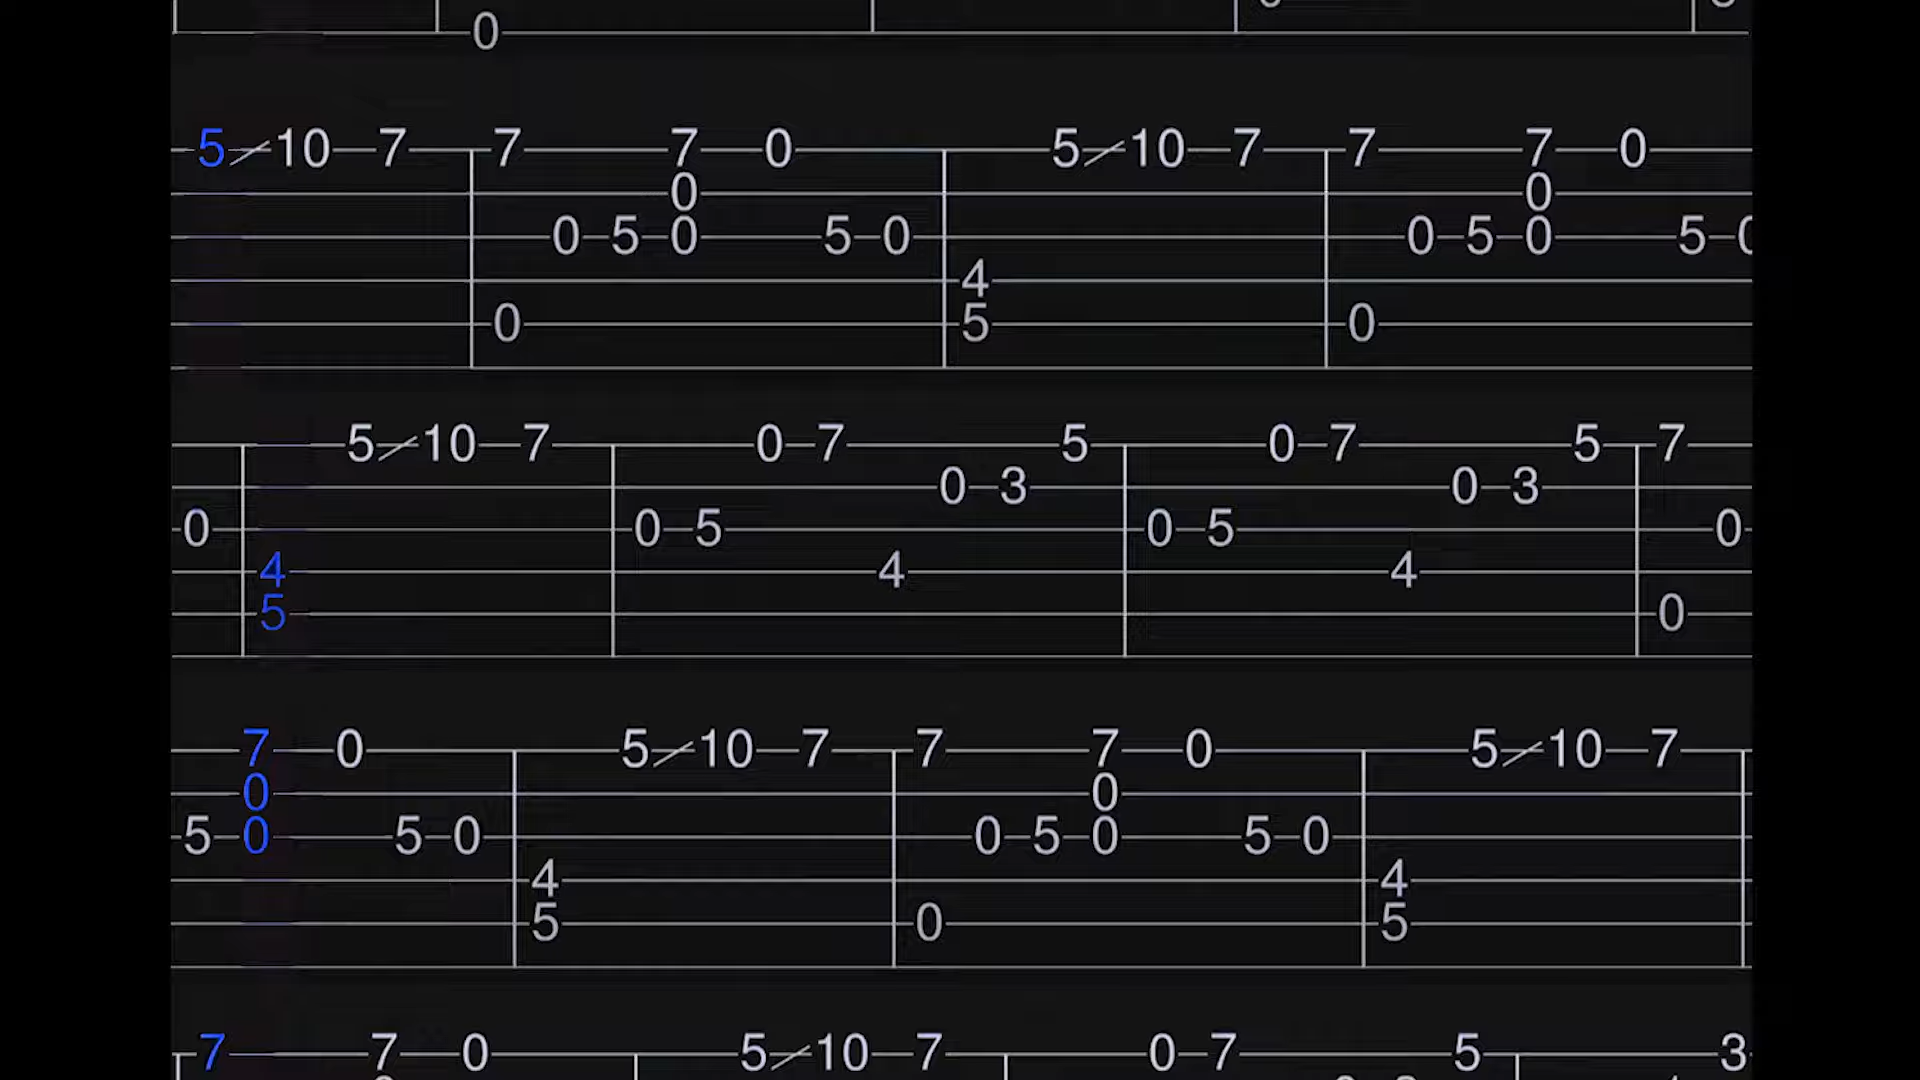 0
5/10 7 7 7 0 5/10 7 7 7 0
0 0
0 5 0 5 0 0 5 0 5
4
0 5 0
5/10 7 0 7 5 0 7 5 7
0 3 0 3
0 0 5 0 5 0
4 4 4
5 0
7 0 5/10 7 7 7 0 5/10 7
0 0
5 0 5 0 0 5 0 5 0
4 4
5 0 5
7 7 0 5/10 7 0 7 5 3